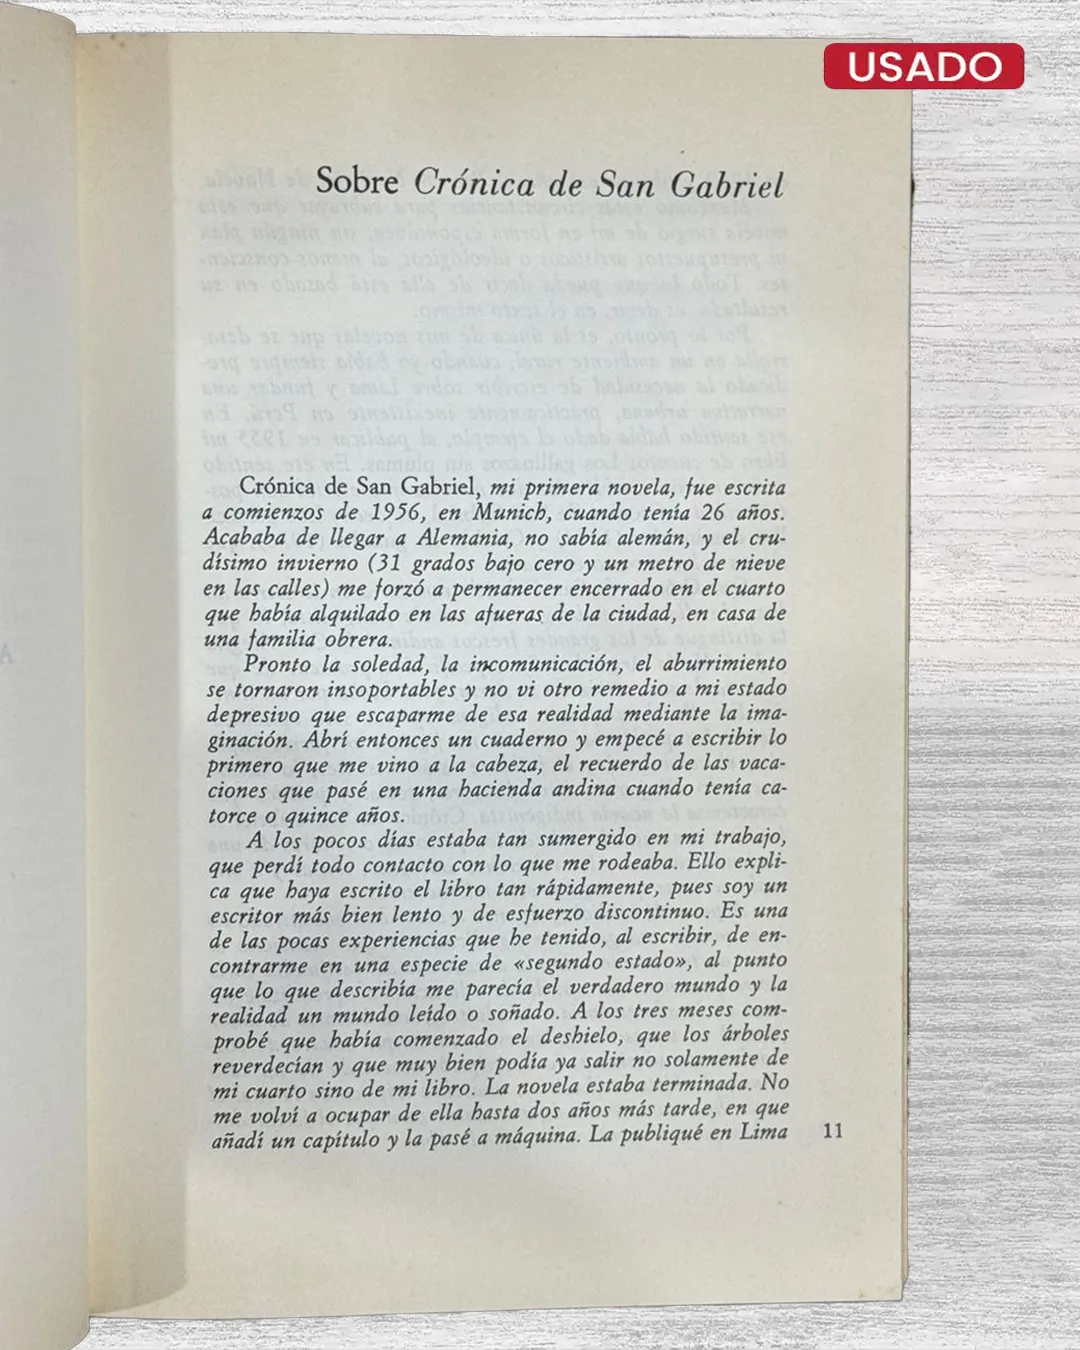 USADO
Sobre Crónica de San Gabriel
Crónica de San Gabriel, mi primera novela, fue escrita
a comienzos de 1956, en Munich, cuando tenía 26 años.
Acababa de llegar a Alemania, no sabía alemán, y el cru-
dísimo invierno (31 grados bajo cero y un metro de nieve
en las calles) me forzó a permanecer encerrado en el cuarto
que había alquilado en las afueras de la ciudad, en casa de
una familia obrera.
Pronto la soledad, la incomunicación, el aburrimiento
se tornaron insoportables y no vi otro remedio a mi estado
depresivo que escaparme de esa realidad mediante la ima-
ginación. Abrí entonces un cuaderno y empecé a escribir lo
primero que me vino a la cabeza, el recuerdo de las vaca-
ciones que pasé en una hacienda andina cuando tenía ca-
torce o quince años.
A los pocos días estaba tan sumergido en mi trabajo,
que perdí todo contacto con lo que me rodeaba. Ello expli-
ca que haya escrito el libro tan rápidamente, pues soy un
escritor más bien lento y de esfuerzo discontinuo. Es una
de las pocas experiencias que he tenido, al escribir, de en-
contrarme en una especie de «segundo estado», al punto
que lo que describía me parecía el verdadero mundo y la
realidad un mundo leído o soñado. A los tres meses com-
probé que había comenzado el deshielo, que los árboles
reverdecían y que muy bien podía ya salir no solamente de
mi cuarto sino de mi libro. La novela estaba terminada. No
me volví a ocupar de ella hasta dos años más tarde, en que
añadí un capítulo y la pasé a máquina. La publiqué en Lima
11